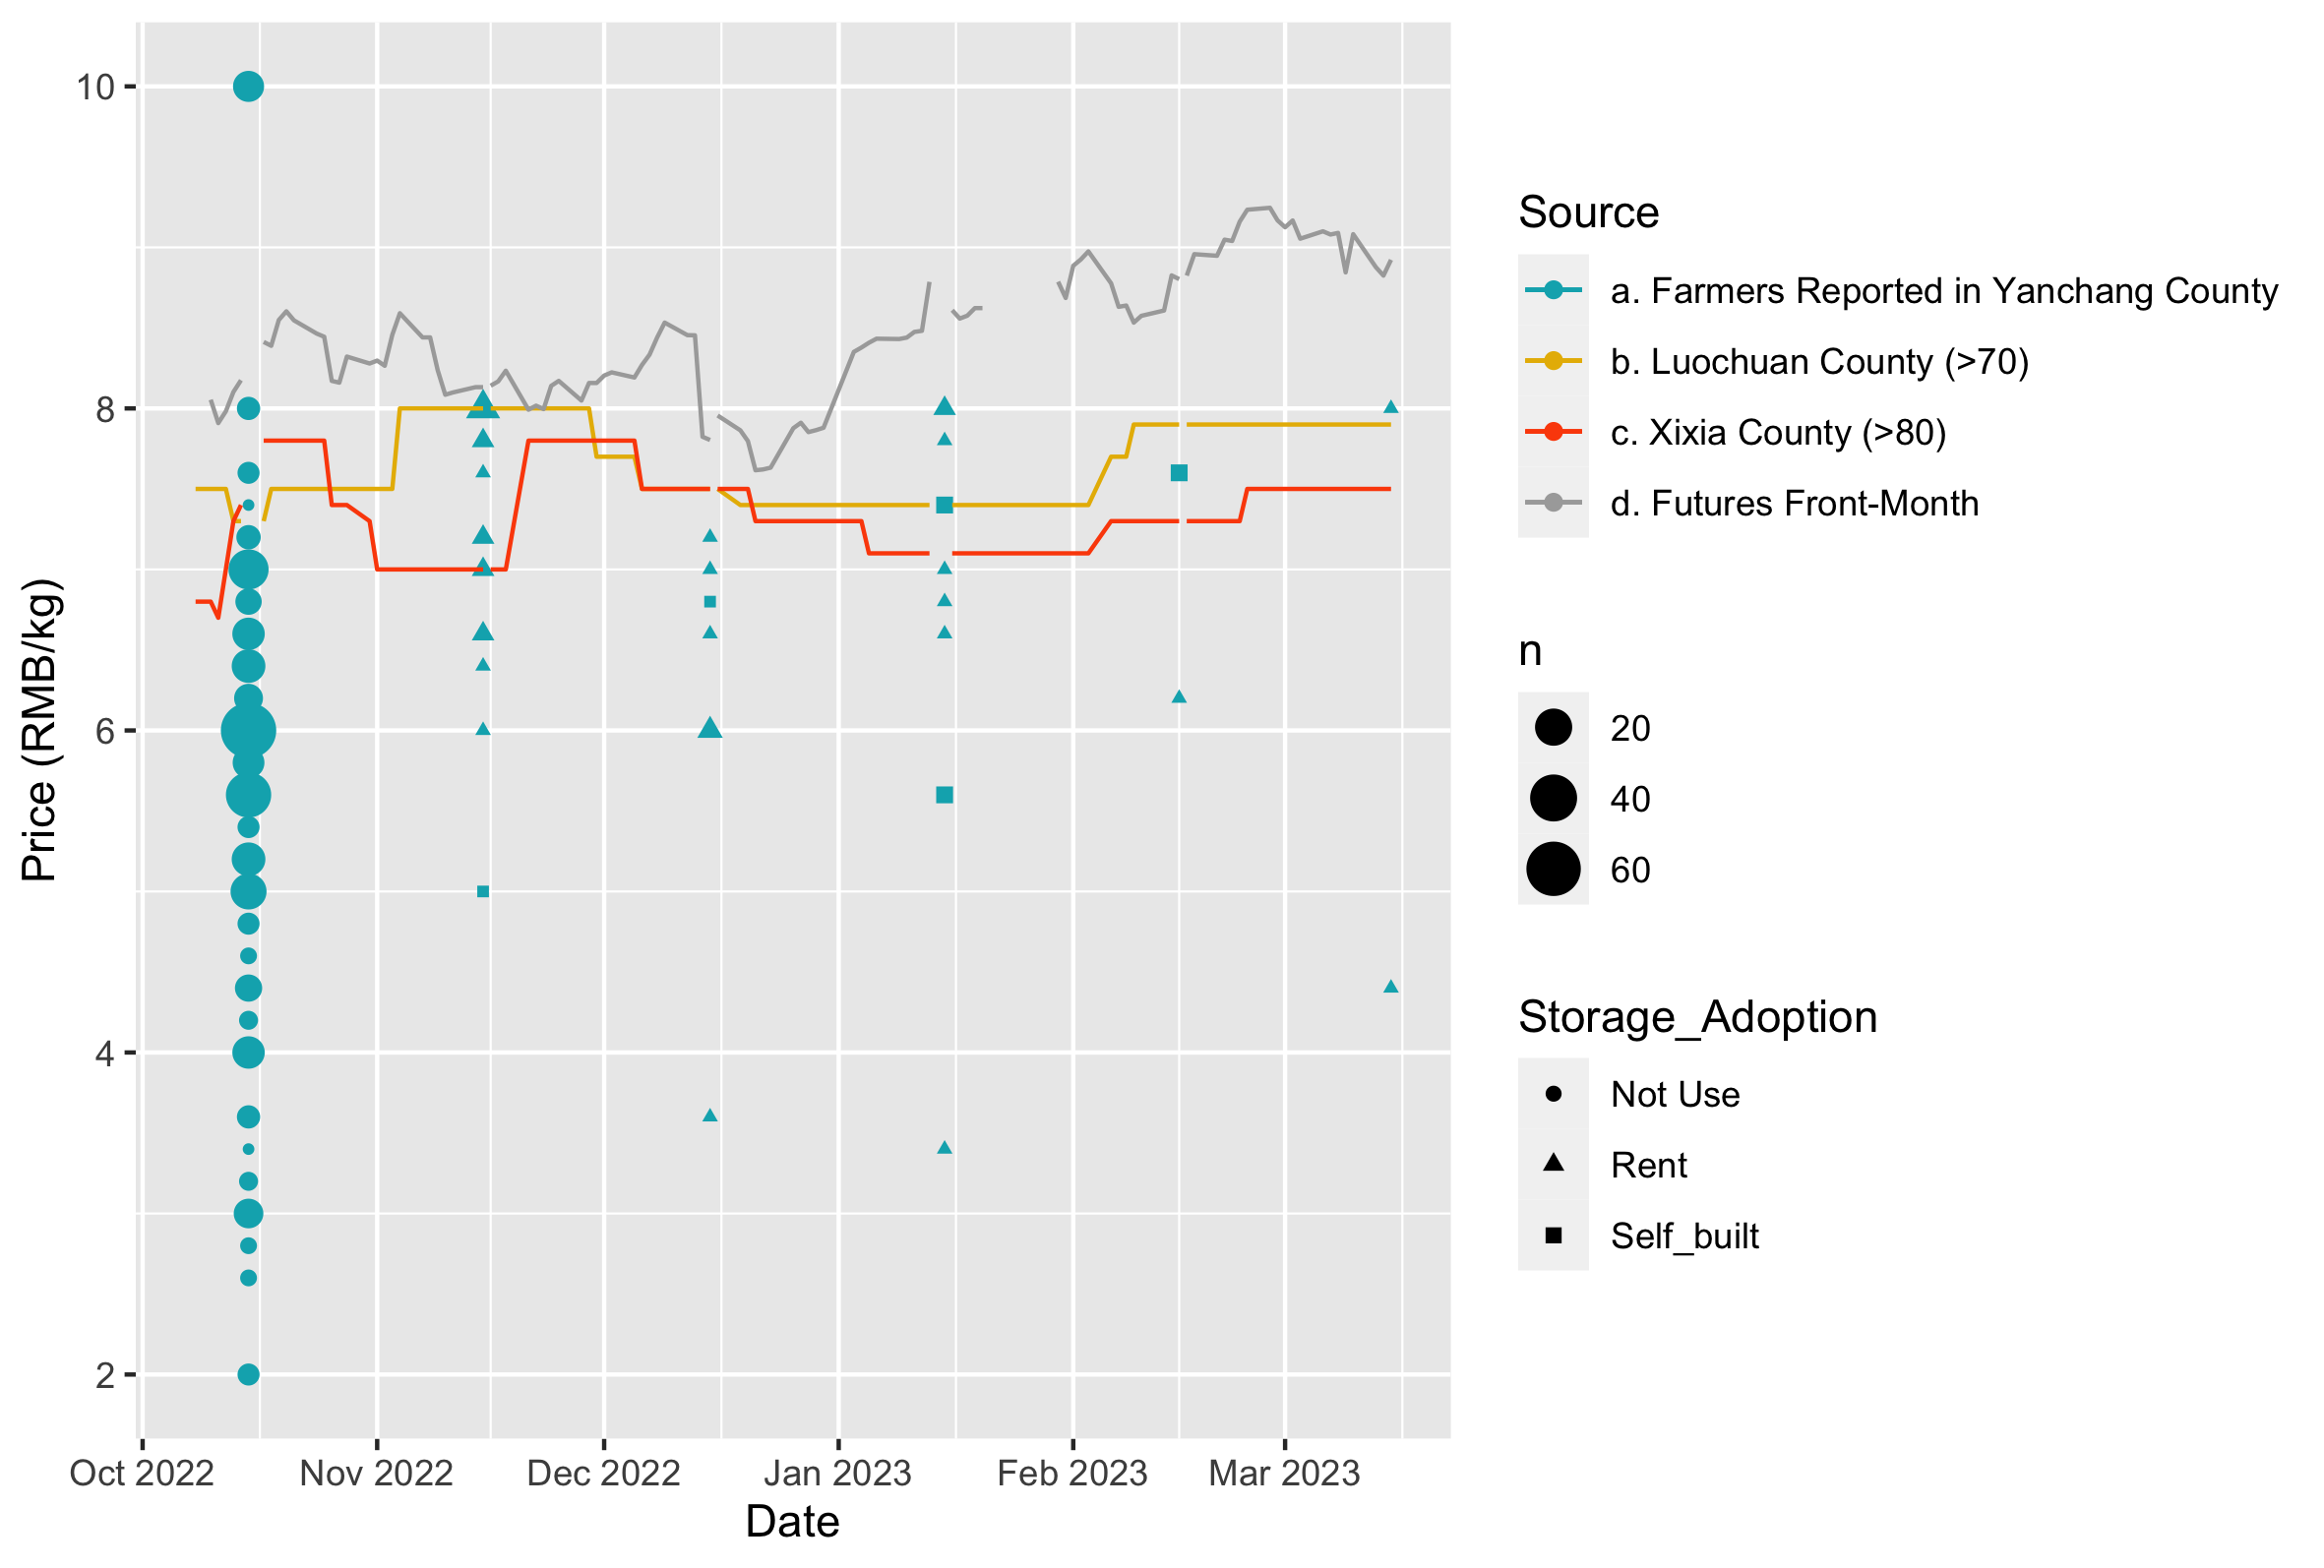 10
8
6
4
2
Price (RMB/kg)
Oct 2022
Nov 2022
Dec 2022
Jan 2023
Feb 2023
Mar 2023
Date
Source
a. Farmers Reported in Yanchang County
b. Luochuan County (>70)
c. Xixia County (>80)
d. Futures Front-Month
n
20
40
60
Storage_Adoption
Not Use
Rent
Self_built